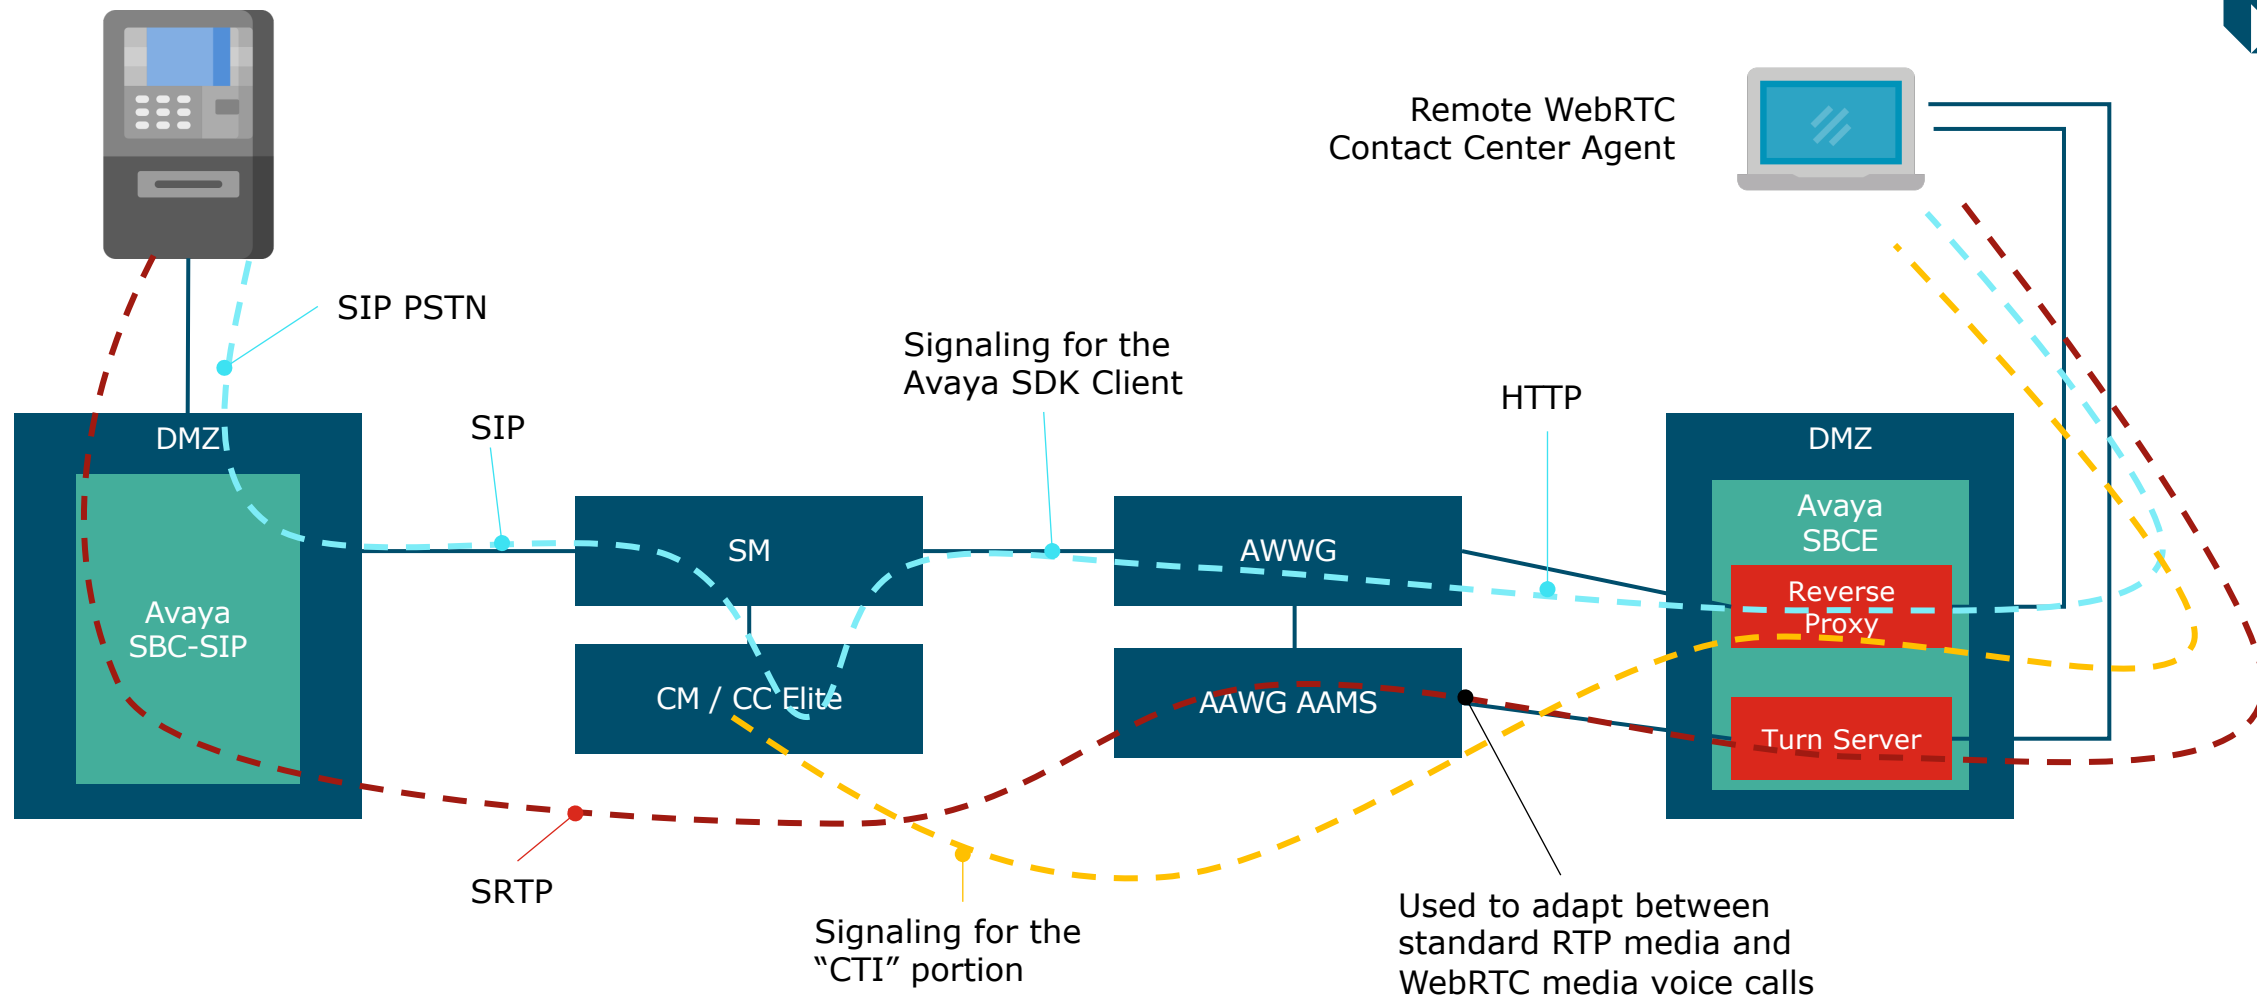 Remote WebRTC
Contact Center Agent
SIP PSTN
Signaling for the
Avaya SDK Client
HTTP
SIP
DMZ
DMZ
Avaya
SBCE
SM
AWWG
Reverse
Proxy
Avaya
SBC-SIP
CM / CC Elite
AAWG AAMS
Turn Server
SRTP
Signaling for the
“CTI” portion
Used to adapt between
standard RTP media and
WebRTC media voice calls